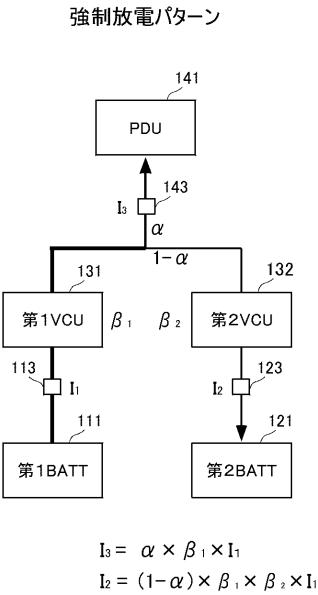 強制放電パターン
141
PDU
143
I₃
α
1-α
131
132
第1VCU
β₁
β₂
第2VCU
113
I₁
I₂
123
111
121
第1BATT
第2BATT
I₃= α×β₁×I₁
I₂=(1-α)×β₁×β₂×I₁